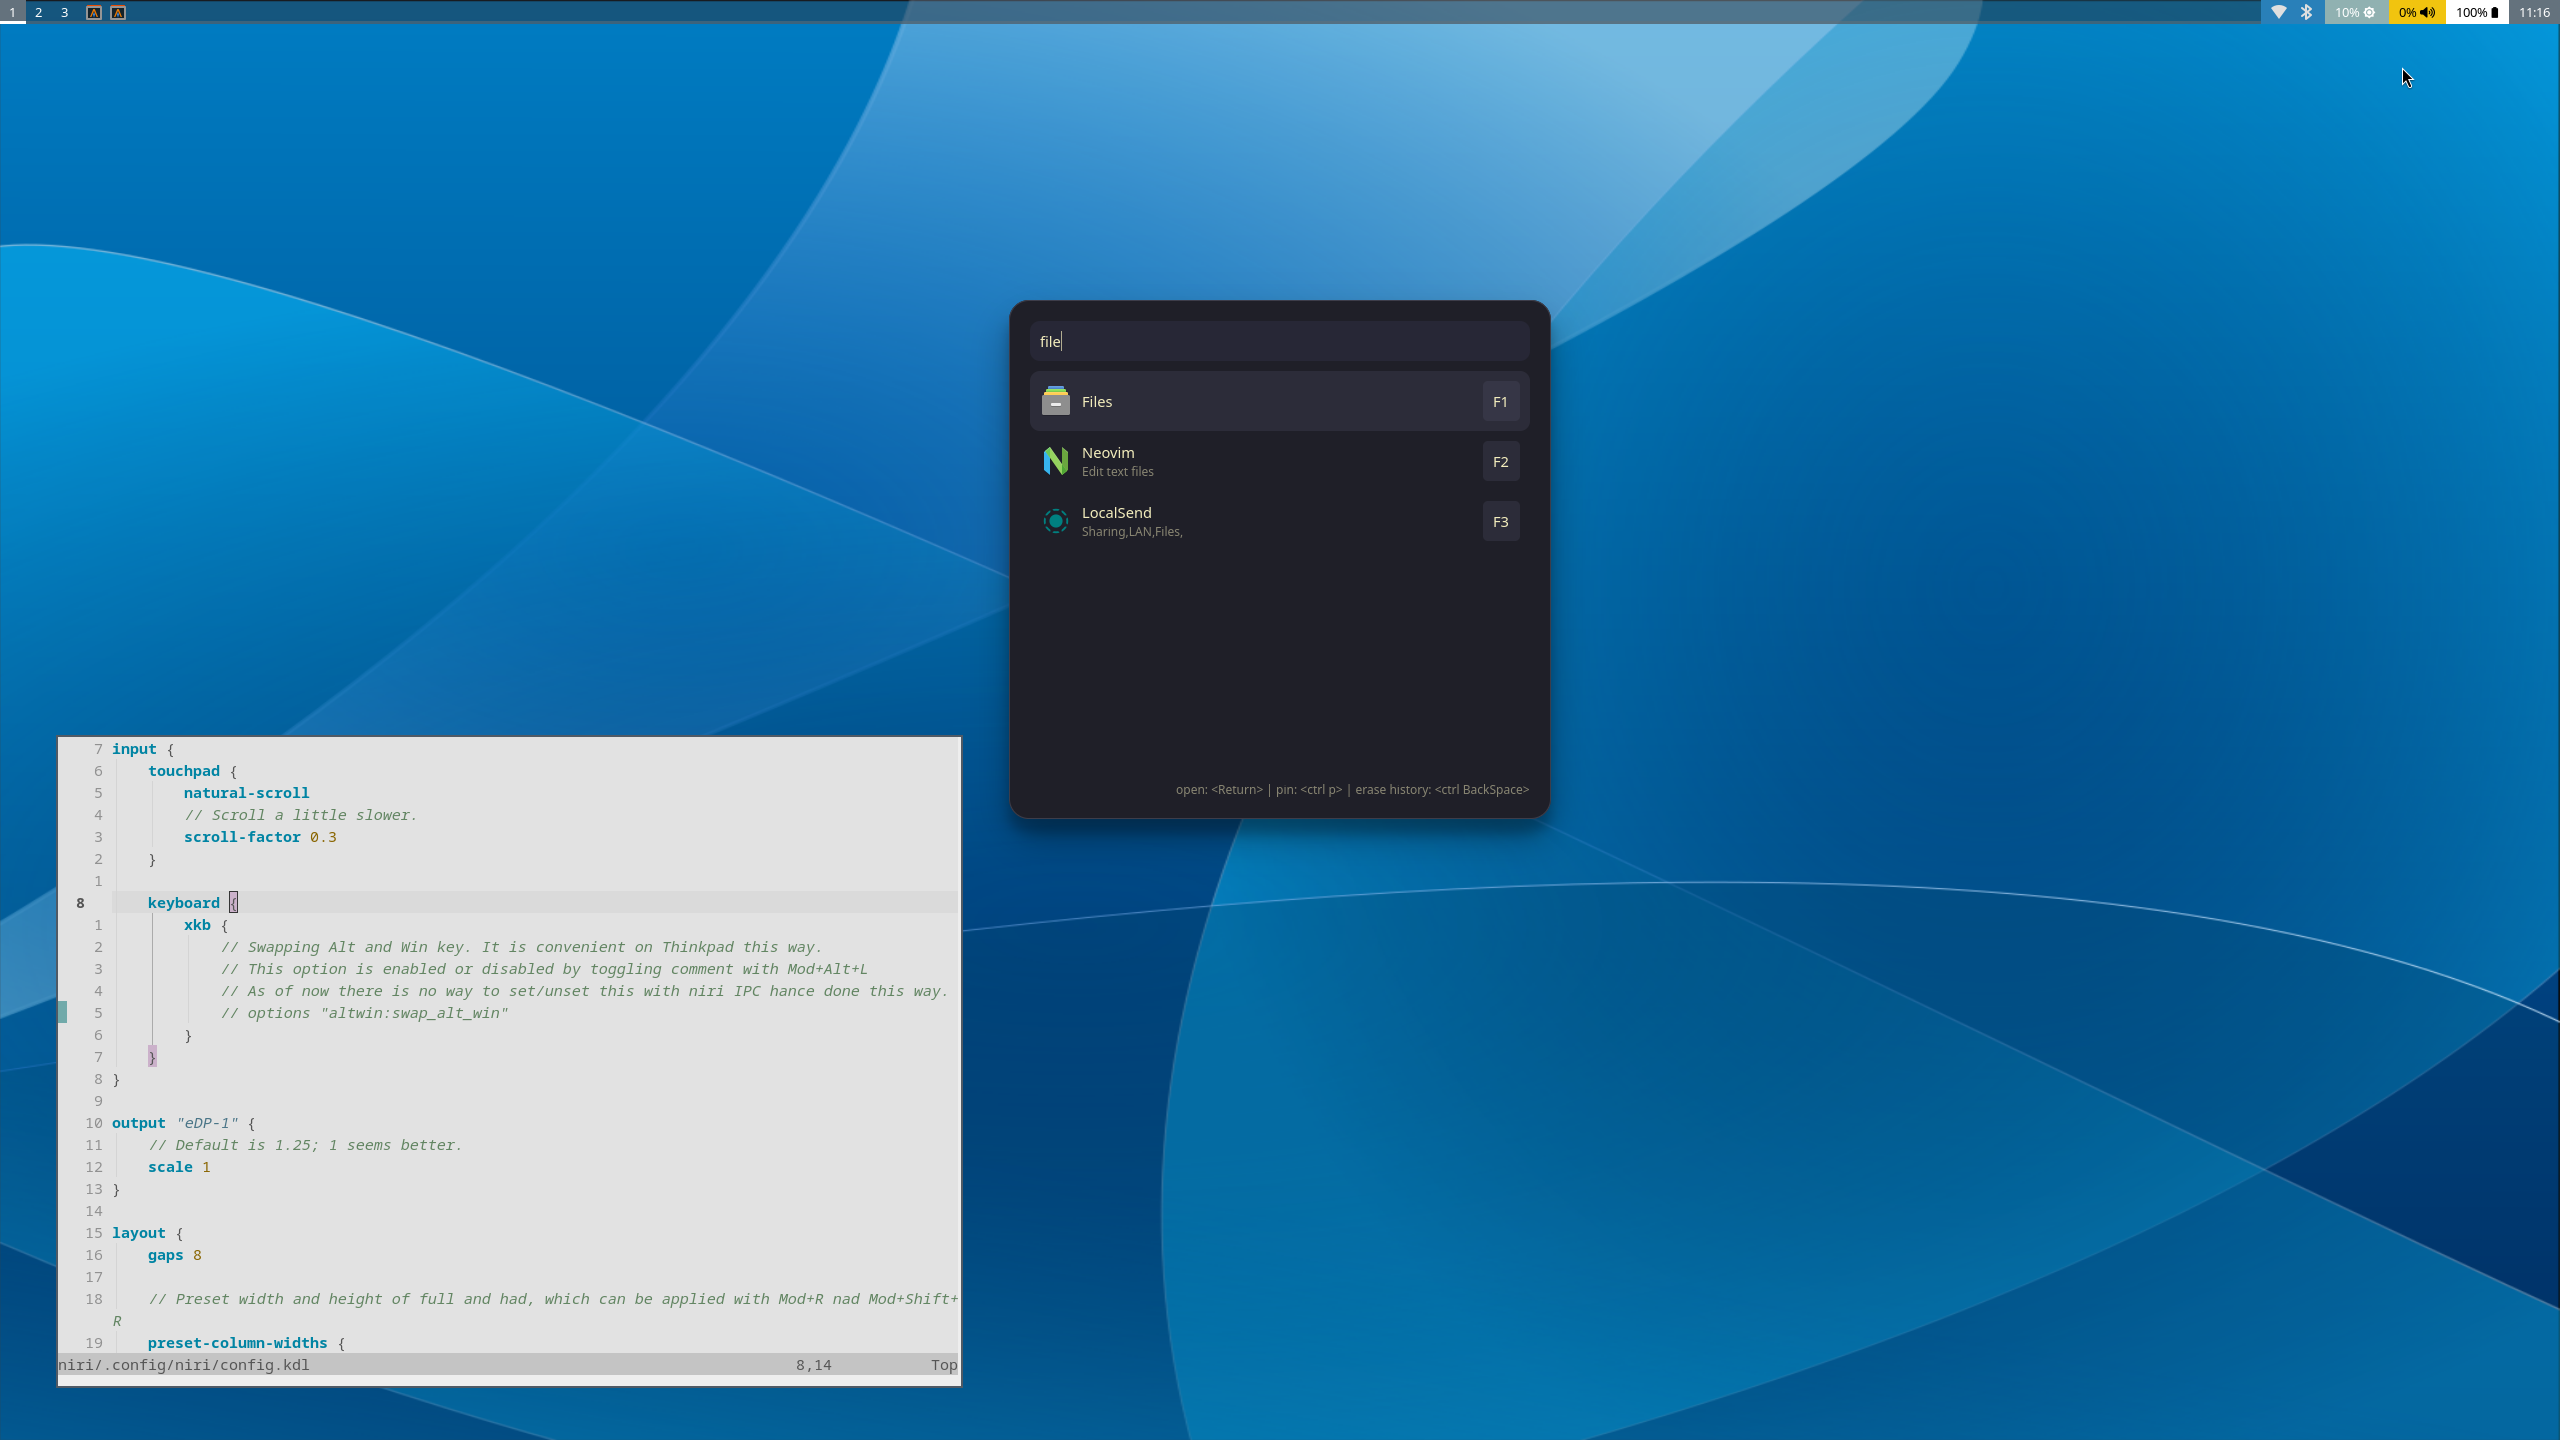 1 2 3
10% 0% 100% 11:16
file
Files F1
Neovim F2
Edit text files
LocalSend F3
Sharing,LAN,Files,
open: <Return> | pin: <ctrl p> | erase history: <ctrl BackSpace>
7 input {
6 touchpad {
5 natural-scroll
4 // Scroll a little slower.
3 scroll-factor 0.3
2 }
1
8 keyboard {
1 xkb {
2 // Swapping Alt and Win key. It is convenient on Thinkpad this way.
3 // This option is enabled or disabled by toggling comment with Mod+Alt+L
4 // As of now there is no way to set/unset this with niri IPC hance done this way.
5 // options "altwin:swap_alt_win"
6 }
7 }
8 }
9
10 output "eDP-1" {
11 // Default is 1.25; 1 seems better.
12 scale 1
13 }
14
15 layout {
16 gaps 8
17
18 // Preset width and height of full and had, which can be applied with Mod+R nad Mod+Shift+
R
19 preset-column-widths {
niri/.config/niri/config.kdl 8,14 Top